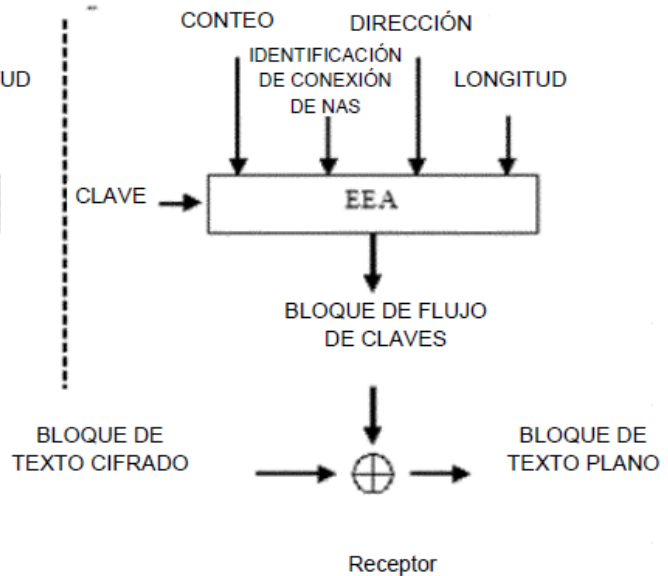 CONTEO
DIRECCIÓN
IDENTIFICACIÓN
DE CONEXIÓN
DE NAS
UD
LONGITUD
CLAVE
EEA
BLOQUE DE FLUJO
DE CLAVES
BLOQUE DE
TEXTO CIFRADO
BLOQUE DE
TEXTO PLANO
Receptor